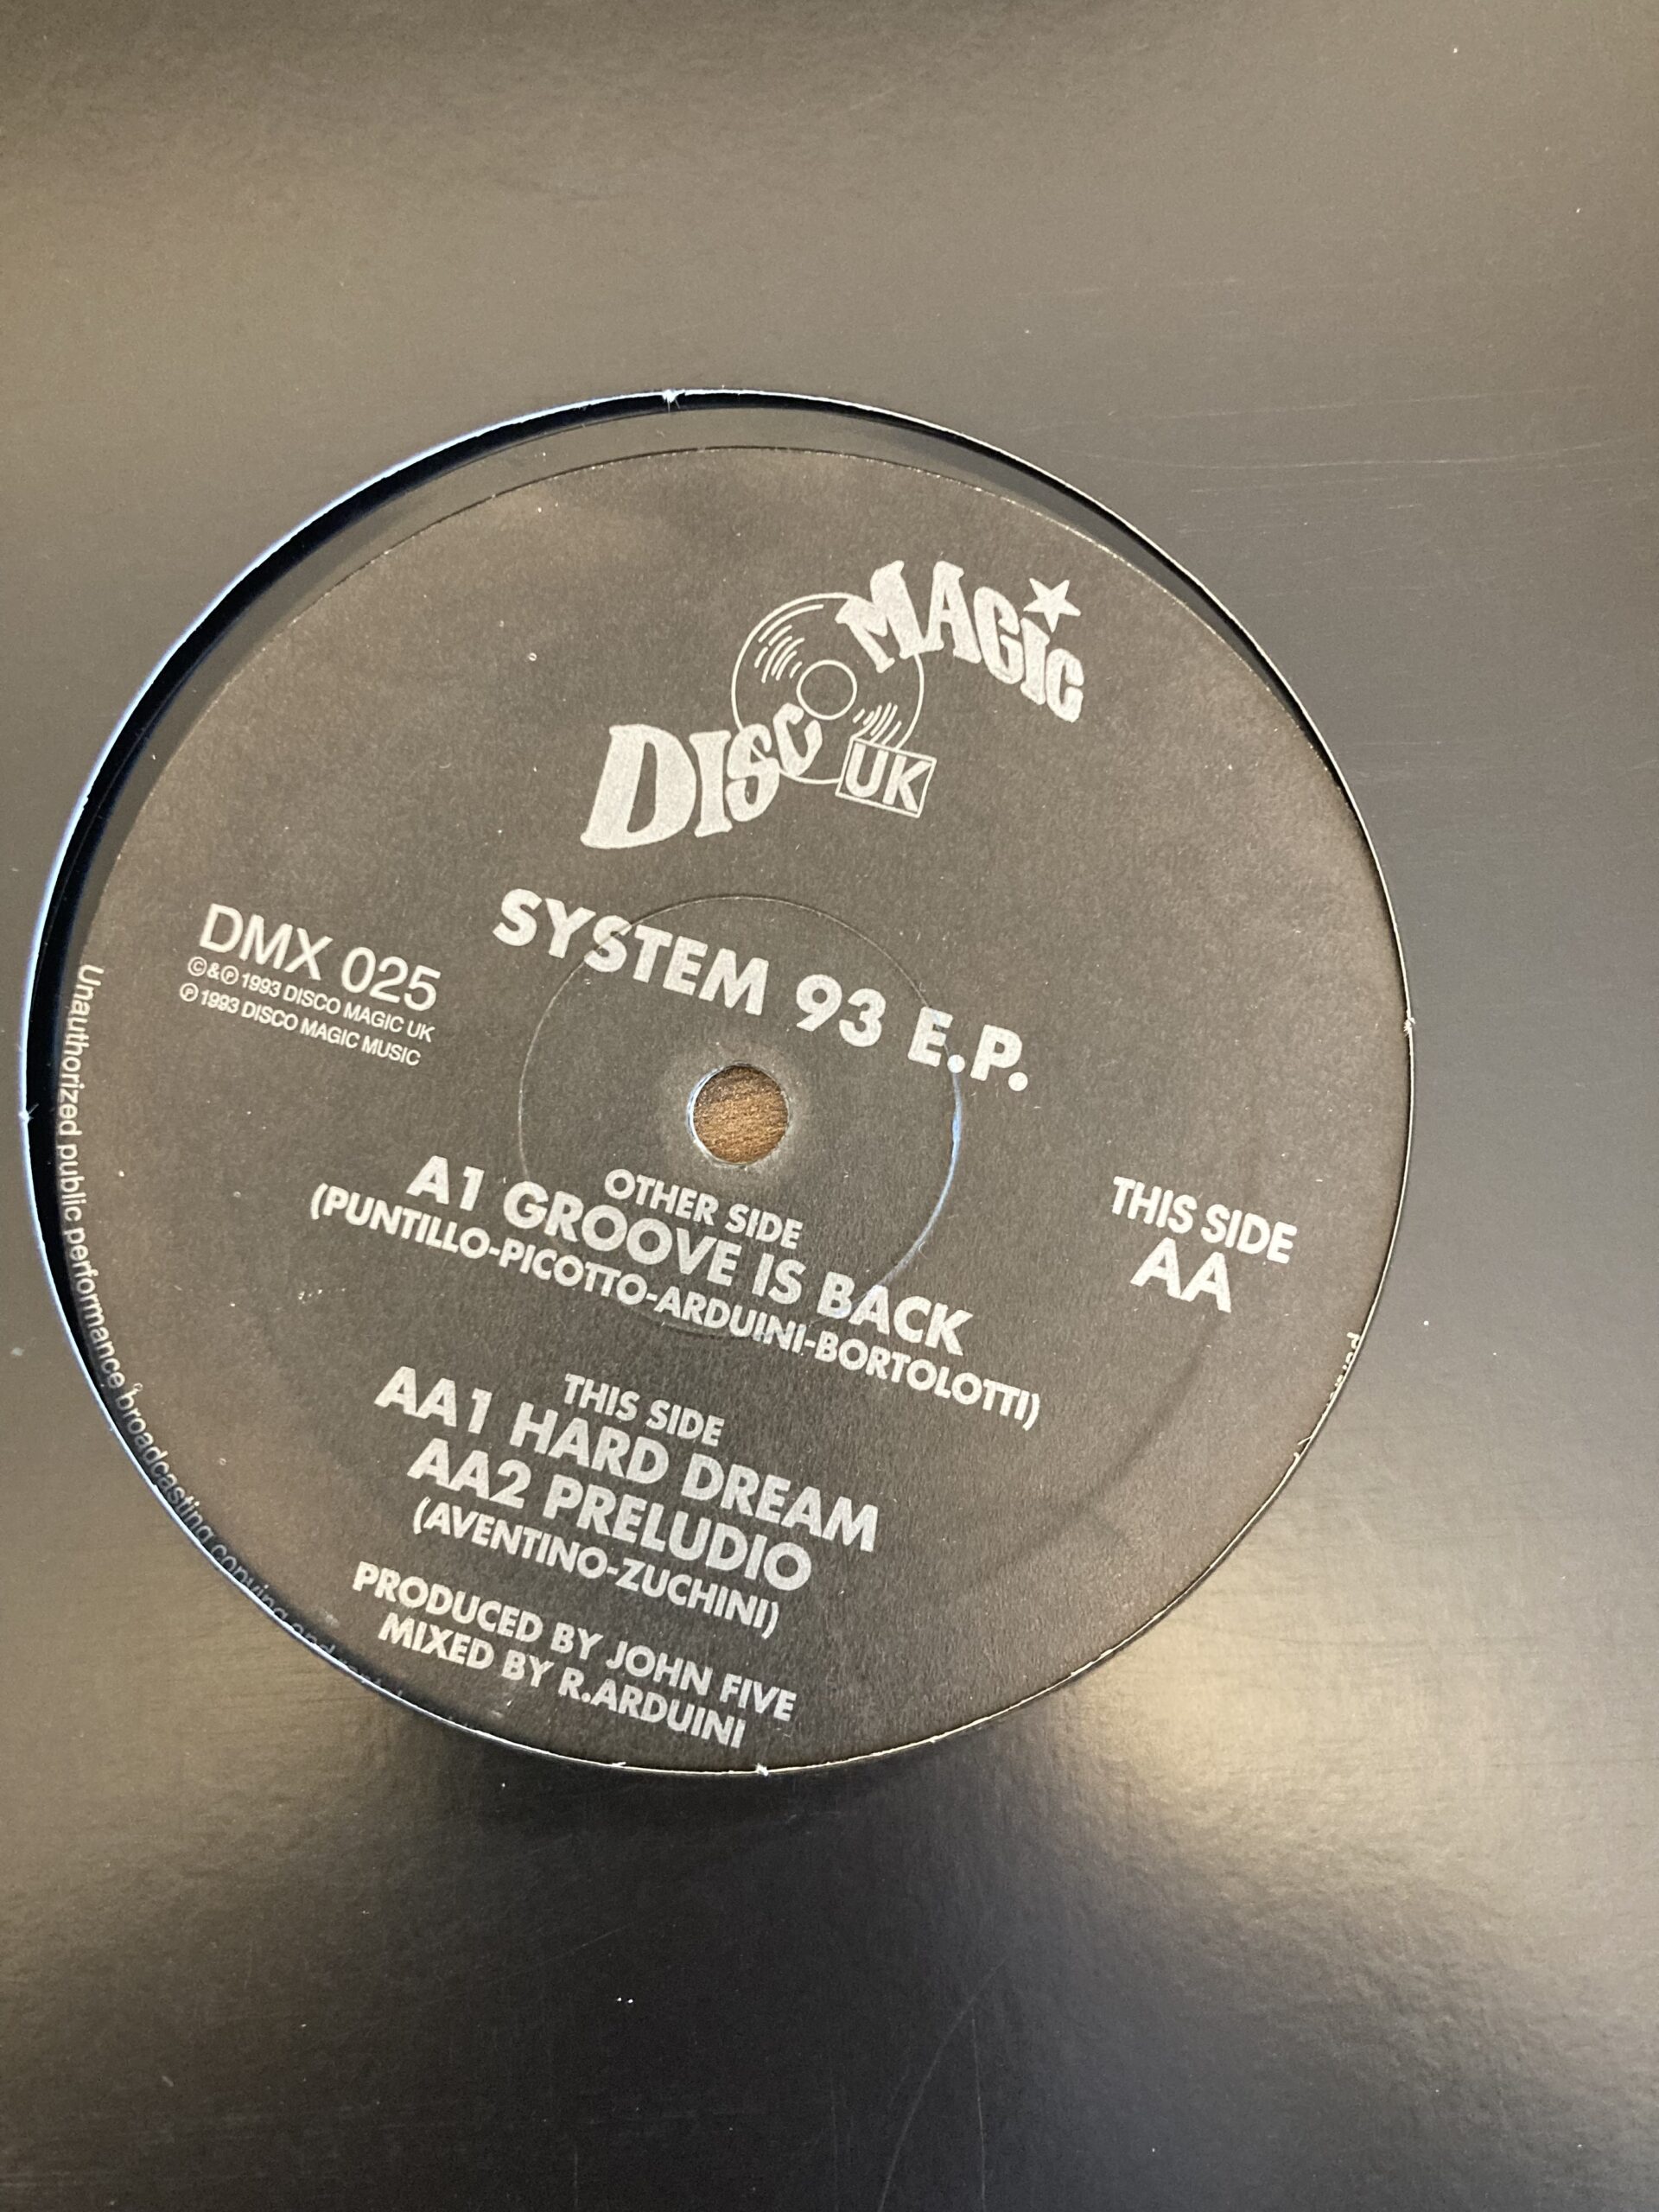 DISCO MAGIC
UK
SYSTEM 93 E.P.
DMX 025
©&℗ 1993 DISCO MAGIC UK
℗ 1993 DISCO MAGIC MUSIC
THIS SIDE
AA
OTHER SIDE
A1 GROOVE IS BACK
(PUNTILLO-PICOTTO-ARDUINI-BORTOLOTTI)
THIS SIDE
AA1 HARD DREAM
AA2 PRELUDIO
(AVENTINO-ZUCHINI)
PRODUCED BY JOHN FIVE
MIXED BY R.ARDUINI
Unauthorized public performance broadcasting copying and